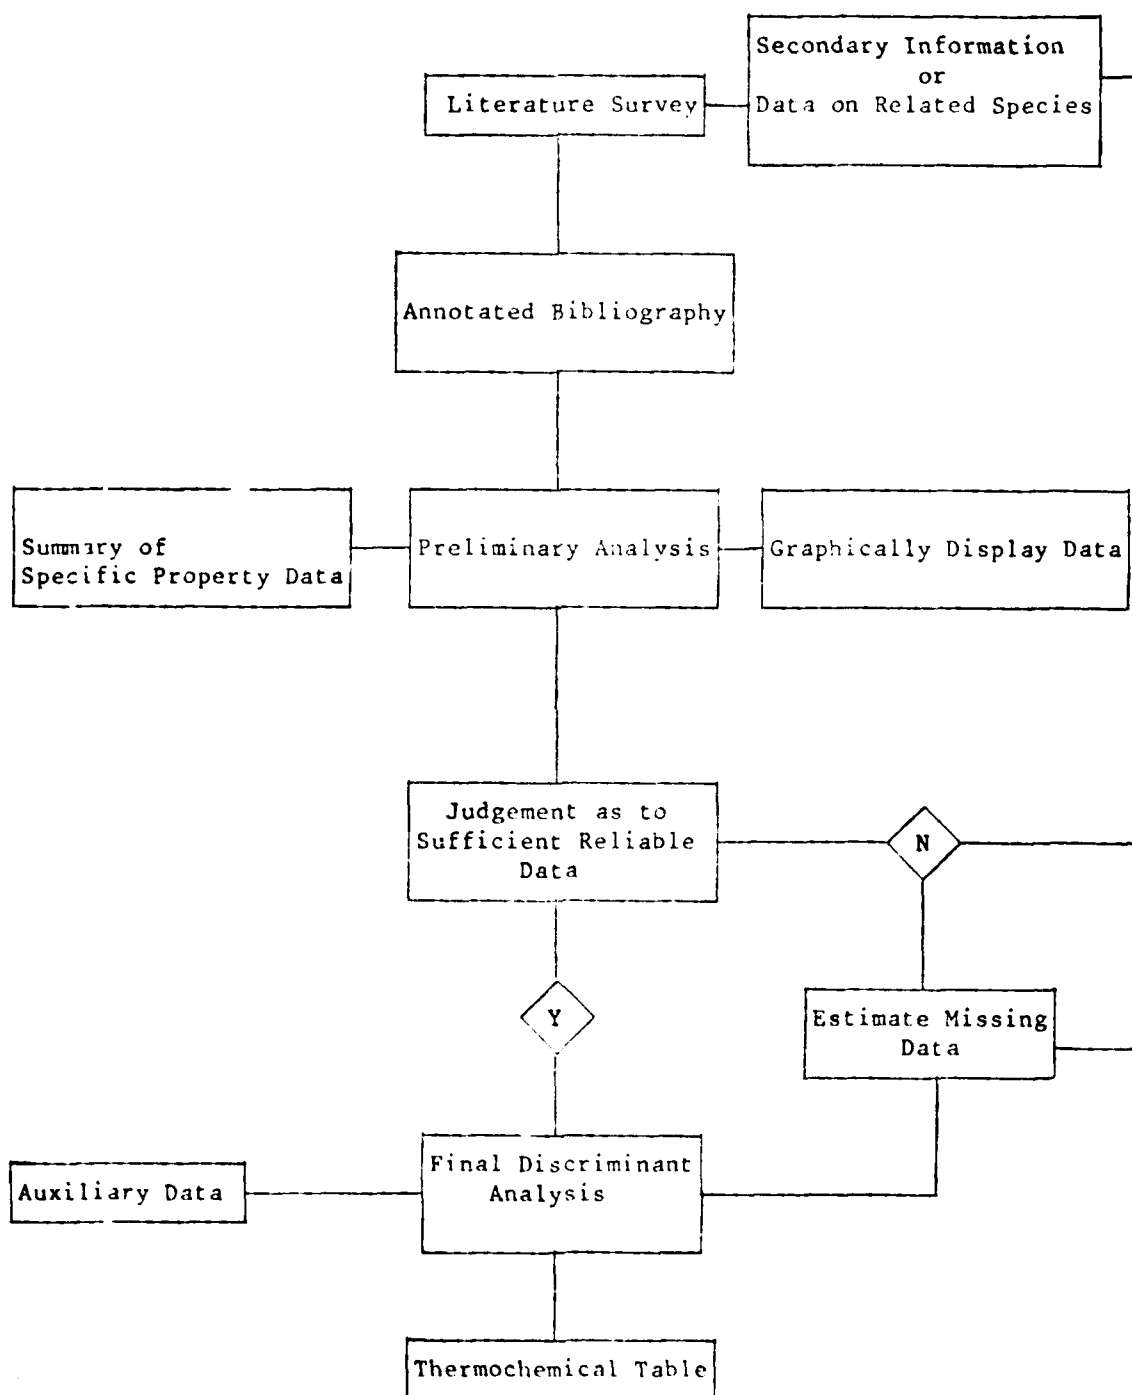 Secondary Information
or
Data on Related Species
Literature Survey
Annotated Bibliography
Summary of
Specific Property Data
Preliminary Analysis
Graphically Display Data
Judgement as to
Sufficient Reliable
Data
N
Y
Estimate Missing
Data
Final Discriminant
Analysis
Auxiliary Data
Thermochemical Table